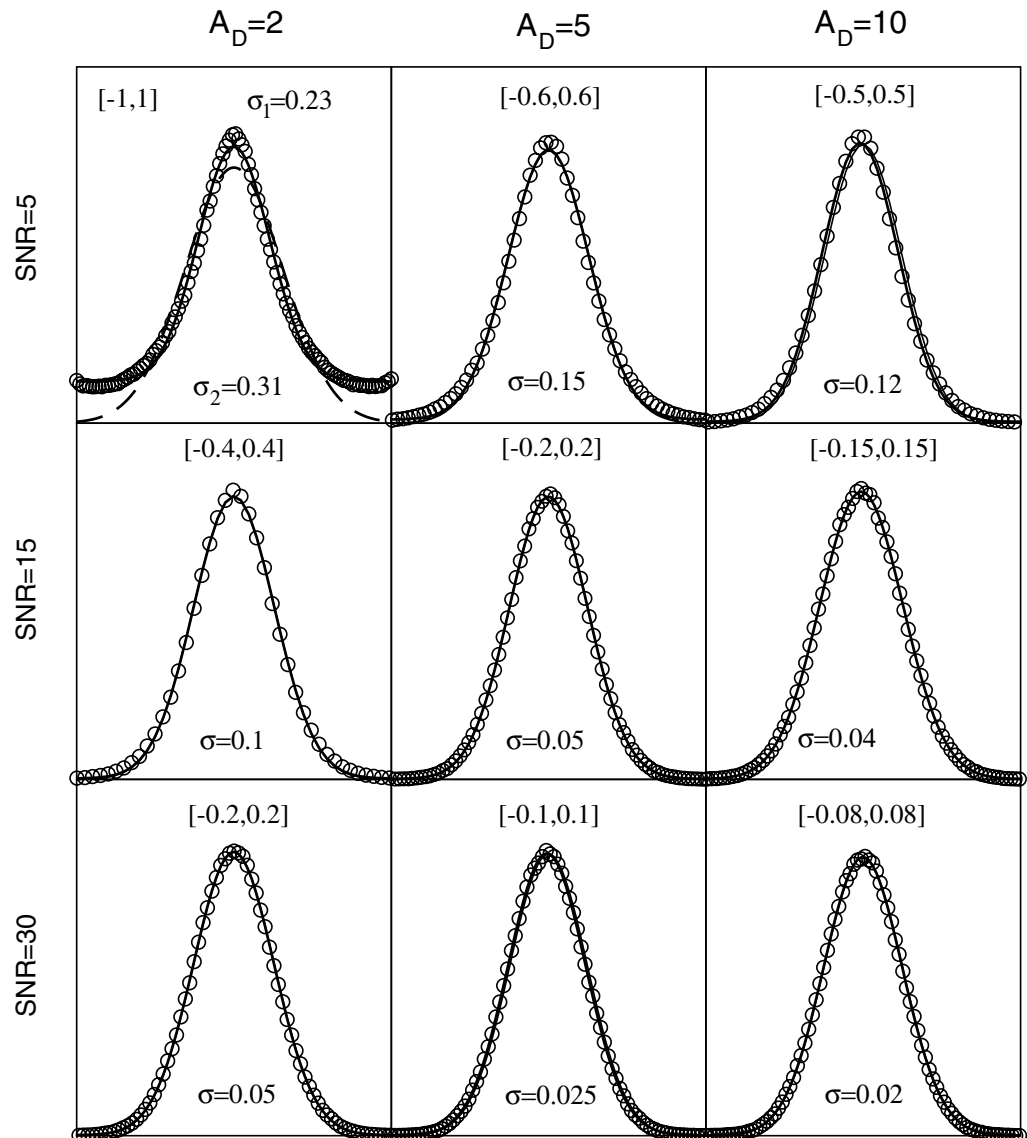 A_D=2 A_D=5 A_D=10
SNR=5
[-1,1] σ_1=0.23
σ_2=0.31
[-0.6,0.6]
σ=0.15
[-0.5,0.5]
σ=0.12
SNR=15
[-0.4,0.4]
σ=0.1
[-0.2,0.2]
σ=0.05
[-0.15,0.15]
σ=0.04
SNR=30
[-0.2,0.2]
σ=0.05
[-0.1,0.1]
σ=0.025
[-0.08,0.08]
σ=0.02